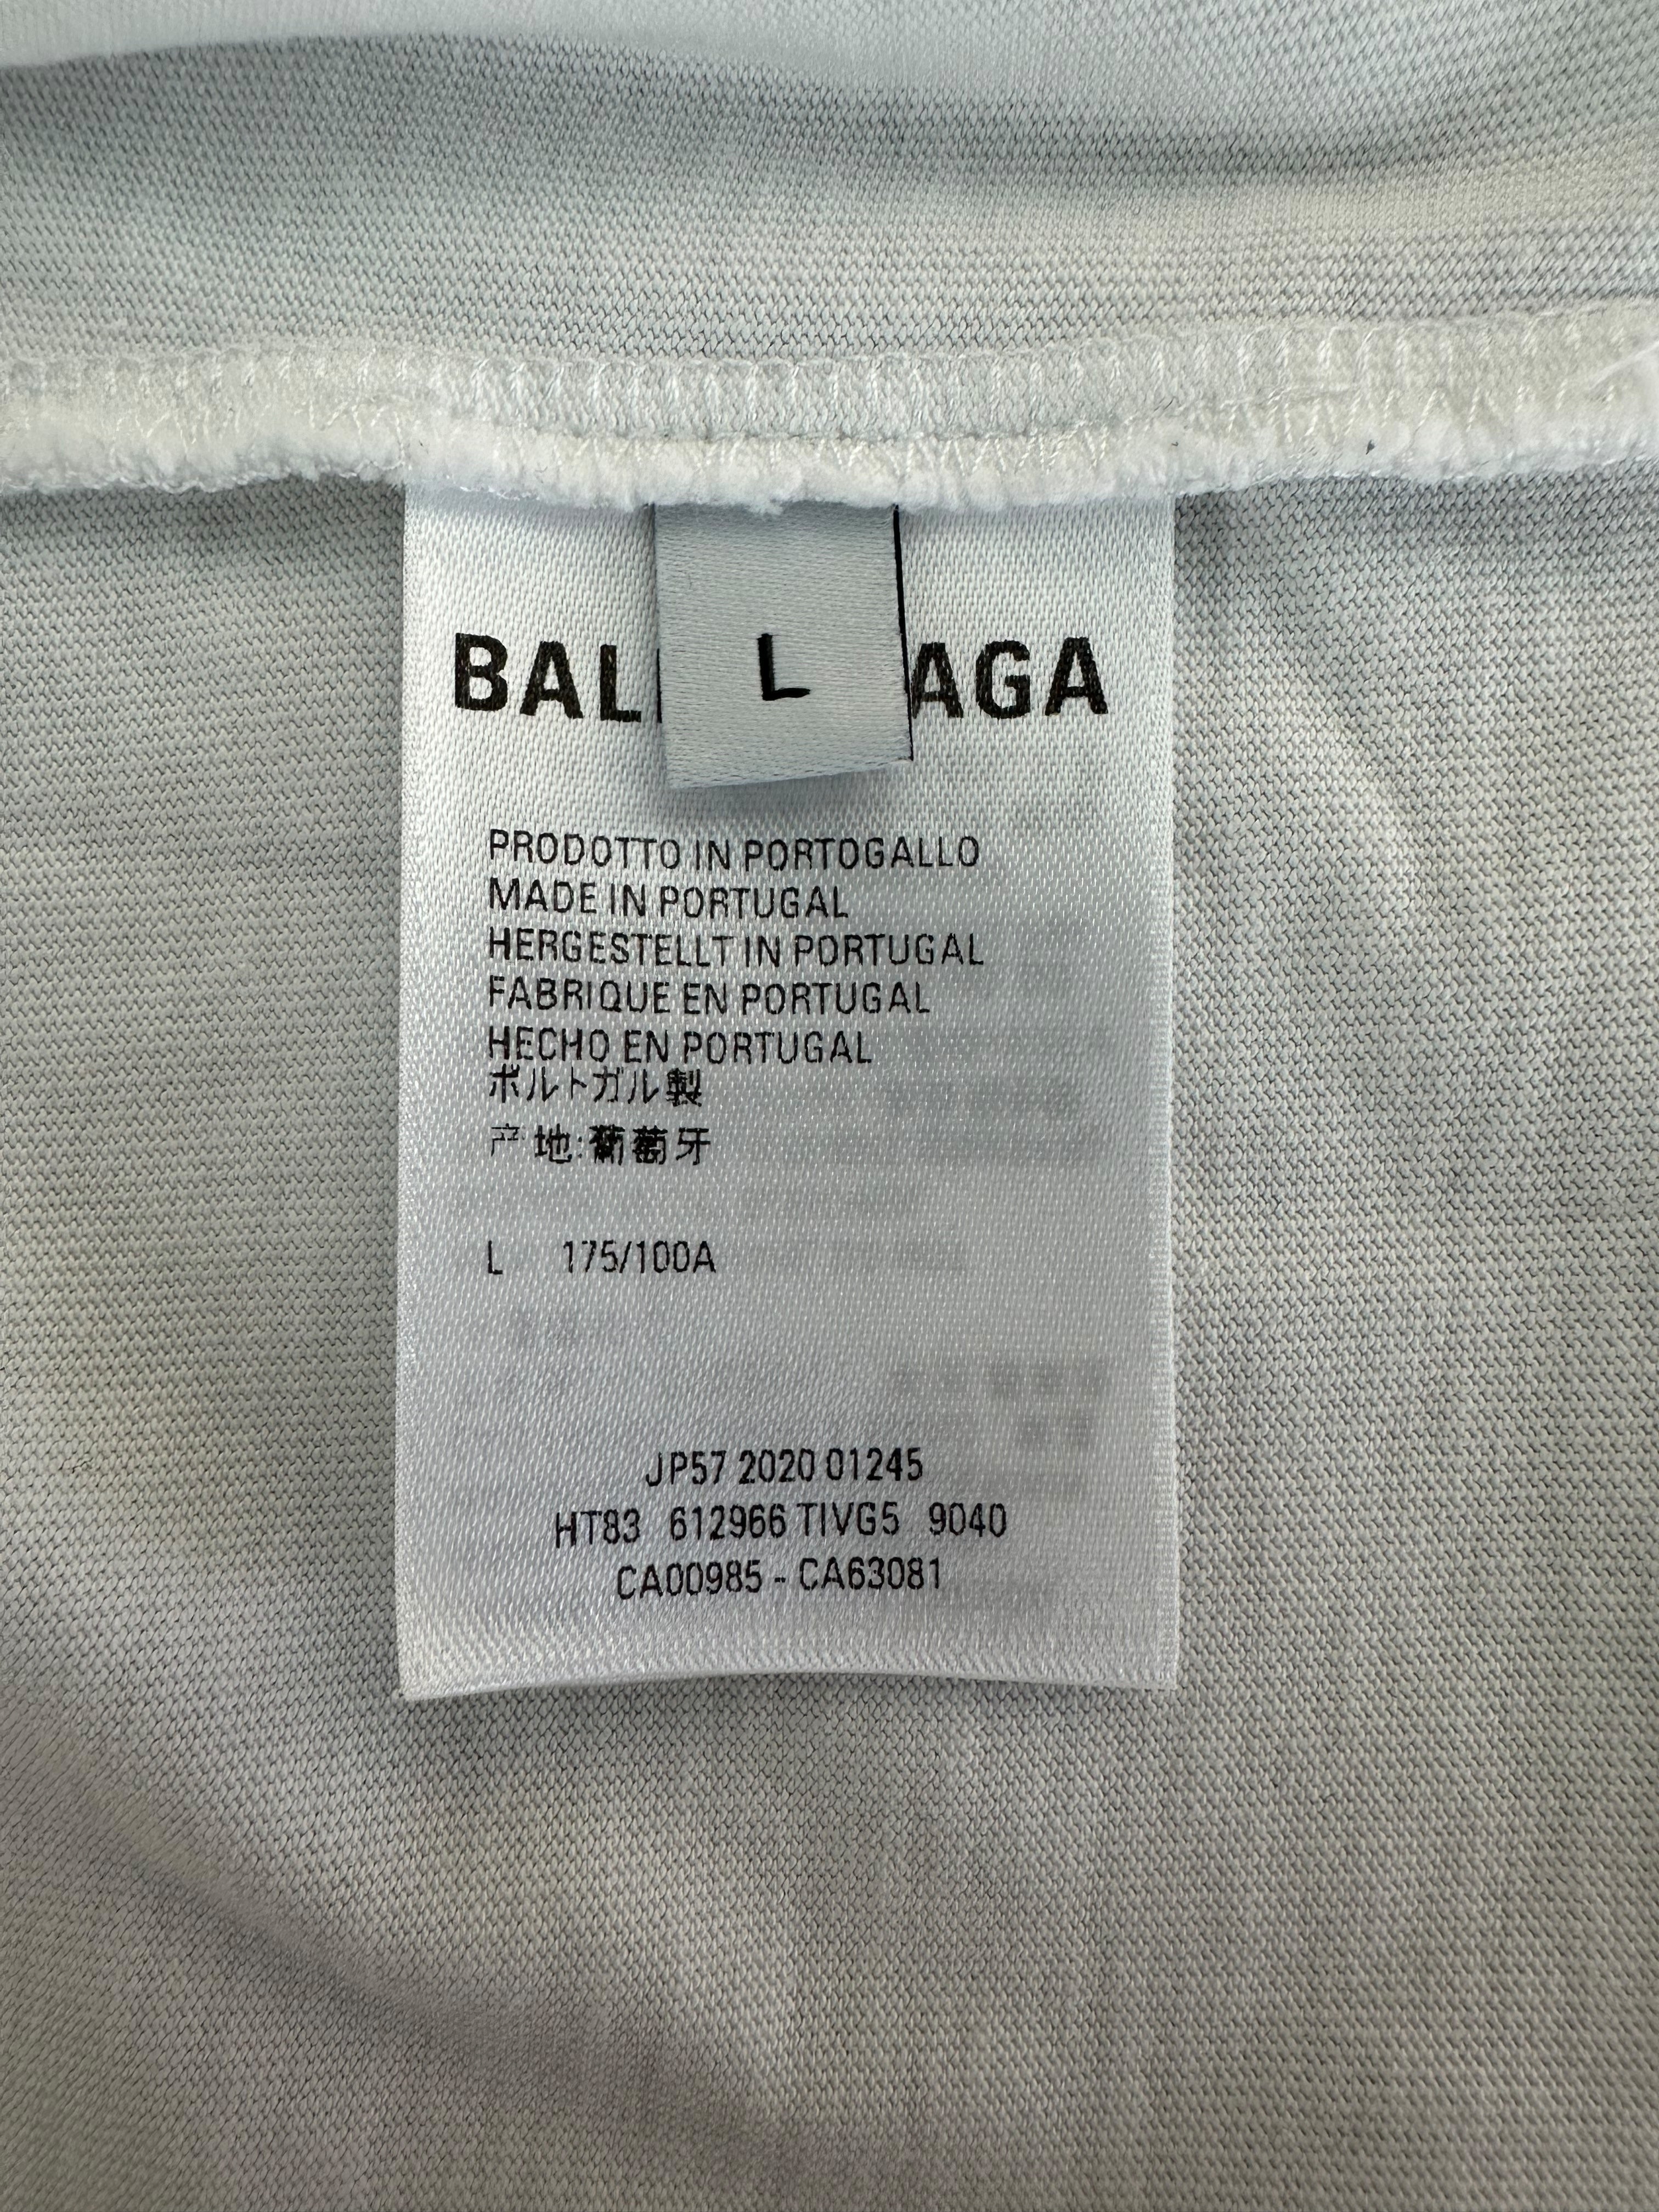 BAL
L
AGA
PRODOTTO IN PORTOGALLO
MADE IN PORTUGAL
HERGESTELLT IN PORTUGAL
FABRIQUE EN PORTUGAL
HECHO EN PORTUGAL
ポルトガル製
产地:葡萄牙
L 175/100A
JP57 2020 01245
HT83 612966 TIVG5 9040
CA00985 - CA63081